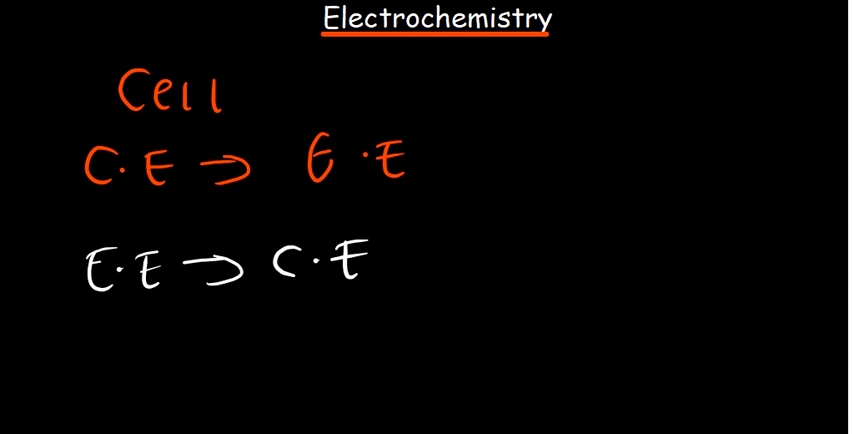 Electrochemistry
Cell
C.E → E.E
E.E → C.E